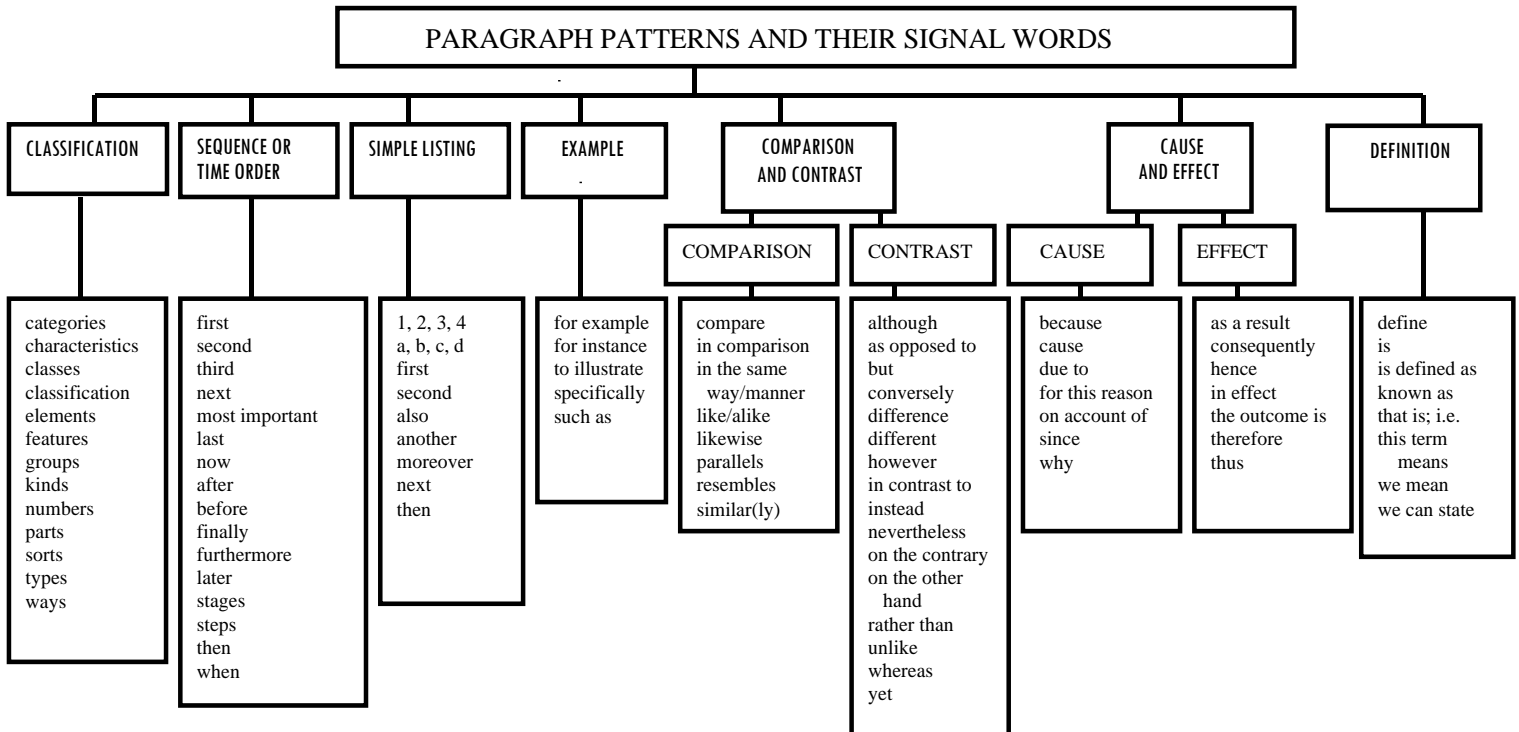 PARAGRAPH PATTERNS AND THEIR SIGNAL WORDS
CLASSIFICATION
SEQUENCE OR
TIME ORDER
SIMPLE LISTING
EXAMPLE
COMPARISON
AND CONTRAST
CAUSE
AND EFFECT
DEFINITION
COMPARISON
CONTRAST
CAUSE
EFFECT
categories
characteristics
classes
classification
elements
features
groups
kinds
numbers
parts
sorts
types
ways
first
second
third
next
most important
last
now
after
before
finally
furthermore
later
stages
steps
then
when
1, 2, 3, 4
a, b, c, d
first
second
also
another
moreover
next
then
for example
for instance
to illustrate
specifically
such as
compare
in comparison
in the same
way/manner
like/alike
likewise
parallels
resembles
similar(ly)
although
as opposed to
but
conversely
difference
different
however
in contrast to
instead
nevertheless
on the contrary
on the other
hand
rather than
unlike
whereas
yet
because
cause
due to
for this reason
on account of
since
why
as a result
consequently
hence
in effect
the outcome is
therefore
thus
define
is
is defined as
known as
that is; i.e.
this term
means
we mean
we can state